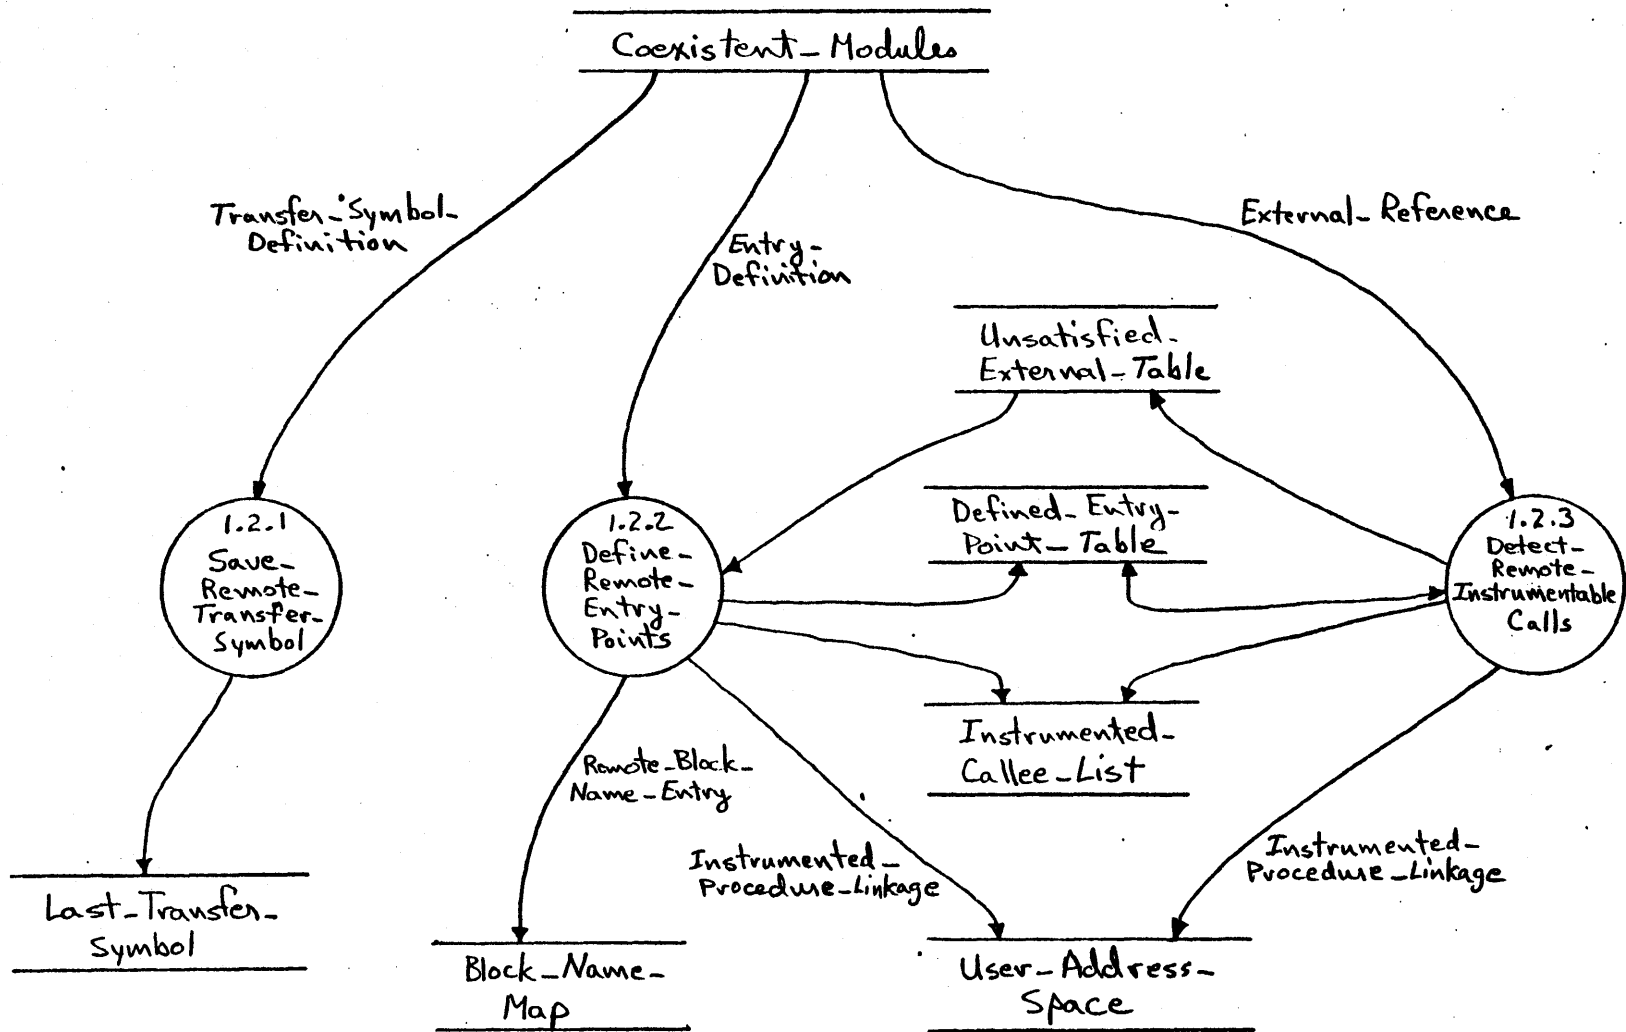 Coexistent_Modules
Transfer_Symbol_
Definition
Entry_
Definition
External_Reference
Unsatisfied_
External_Table
Defined_Entry_
Point_Table
1.2.1
Save_
Remote_
Transfer_
Symbol
1.2.2
Define_
Remote_
Entry_
Points
1.2.3
Detect_
Remote_
Instrumentable
Calls
Instrumented_
Callee_List
Remote_Block_
Name_Entry
Instrumented_
Procedure_Linkage
Instrumented_
Procedure_Linkage
Last_Transfer_
Symbol
Block_Name_
Map
User_Address_
Space